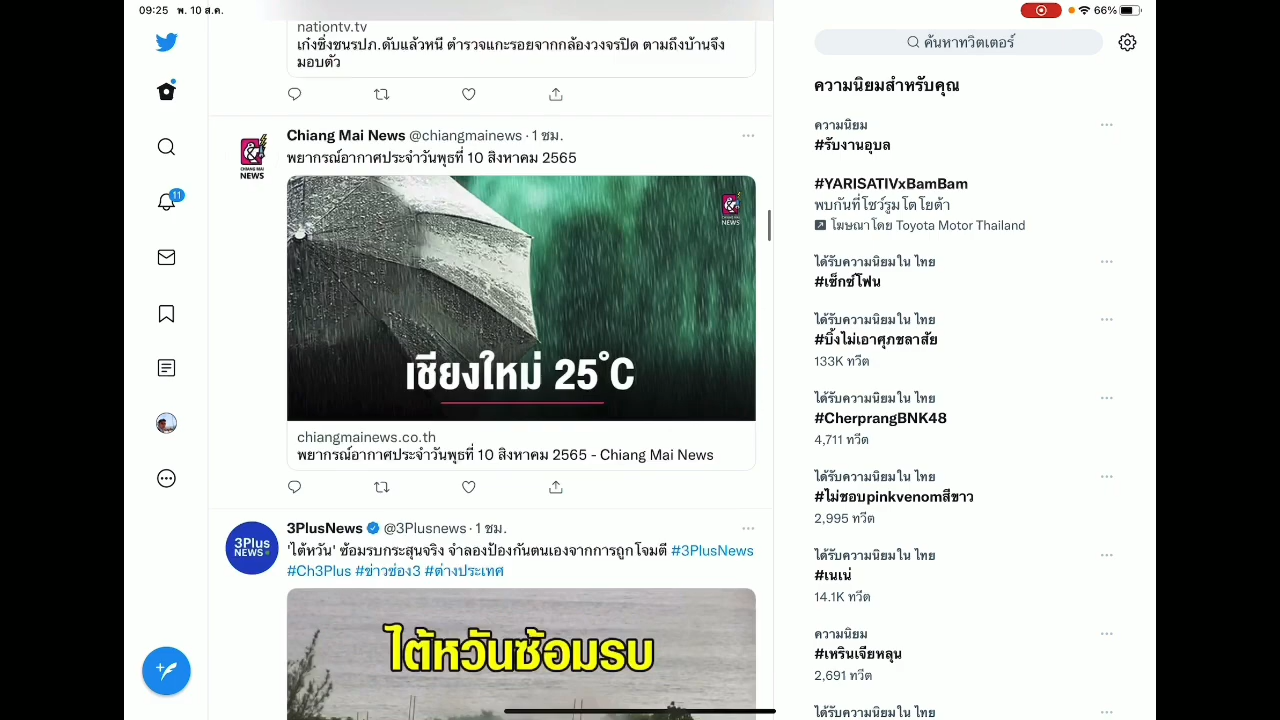 09:25 พ. 10 ส.ค.
66%
nationtv.tv
เก๋งซิ่งชนรปภ.ดับแล้วหนี ตำรวจแกะรอยจากกล้องวงจรปิด ตามถึงบ้านจึง
มอบตัว
Chiang Mai News @chiangmainews · 1 ชม.
พยากรณ์อากาศประจำวันพุธที่ 10 สิงหาคม 2565
CHIANG MAI
NEWS
CHIANG MAI
NEWS
เชียงใหม่ 25°C
chiangmainews.co.th
พยากรณ์อากาศประจำวันพุธที่ 10 สิงหาคม 2565 - Chiang Mai News
3Plus
NEWS
3PlusNews @3Plusnews · 1 ชม.
'ไต้หวัน' ซ้อมรบกระสุนจริง จำลองป้องกันตนเองจากการถูกโจมตี #3PlusNews
#Ch3Plus #ข่าวช่อง3 #ต่างประเทศ
ไต้หวันซ้อมรบ
11
ค้นหาทวิตเตอร์
ความนิยมสำหรับคุณ
ความนิยม
#รับงานอุบล
#YARISATIVxBamBam
พบกันที่โชว์รูมโตโยต้า
โฆษณาโดย Toyota Motor Thailand
ได้รับความนิยมใน ไทย
#เซ็กซ์โฟน
ได้รับความนิยมใน ไทย
#บิ้งไม่เอาศุภชลาสัย
133K ทวีต
ได้รับความนิยมใน ไทย
#CherprangBNK48
4,711 ทวีต
ได้รับความนิยมใน ไทย
#ไม่ชอบpinkvenomสีขาว
2,995 ทวีต
ได้รับความนิยมใน ไทย
#เนเน่
14.1K ทวีต
ความนิยม
#เหรินเจียหลุน
2,691 ทวีต
ได้รับความนิยมใน ไทย